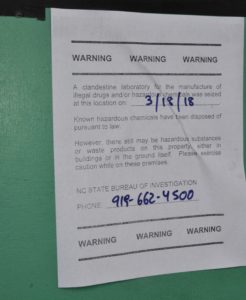 WARNING WARNING WARNING
A clandestine laboratory for the manufacture of
illegal drugs and/or hazardous chemicals was seized
at this location on: 3/18/18
Known hazardous chemicals have been disposed of
pursuant to law.
However, there still may be hazardous substances
or waste products on this property, either in
buildings or in the ground itself. Please exercise
caution while on these premises.
NC STATE BUREAU OF INVESTIGATION
PHONE: 919-662-4500
WARNING WARNING WARNING